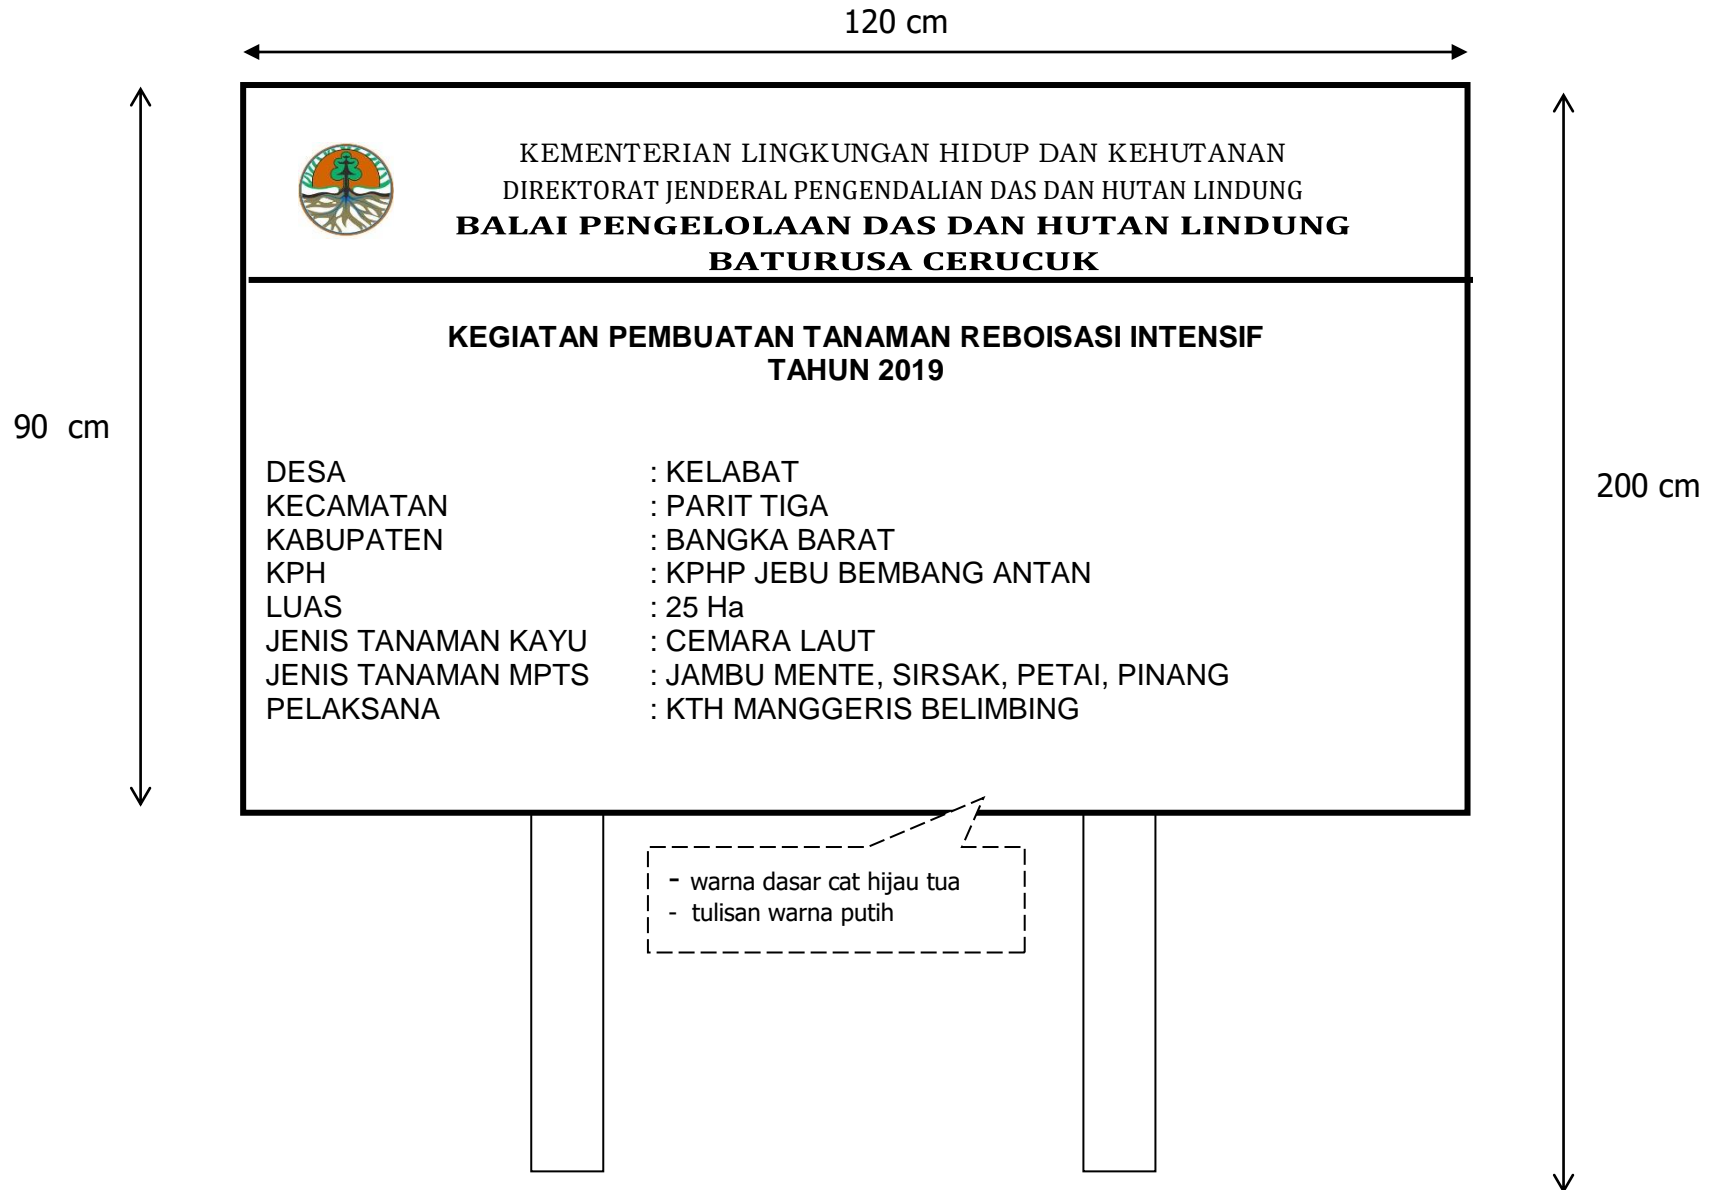 120 cm
KEMENTERIAN LINGKUNGAN HIDUP DAN KEHUTANAN
DIREKTORAT JENDERAL PENGENDALIAN DAS DAN HUTAN LINDUNG
BALAI PENGELOLAAN DAS DAN HUTAN LINDUNG
BATURUSA CERUCUK
KEGIATAN PEMBUATAN TANAMAN REBOISASI INTENSIF
TAHUN 2019
90 cm
DESA : KELABAT
KECAMATAN : PARIT TIGA
KABUPATEN : BANGKA BARAT
KPH : KPHP JEBU BEMBANG ANTAN
LUAS : 25 Ha
JENIS TANAMAN KAYU : CEMARA LAUT
JENIS TANAMAN MPTS : JAMBU MENTE, SIRSAK, PETAI, PINANG
PELAKSANA : KTH MANGGERIS BELIMBING
200 cm
- warna dasar cat hijau tua
- tulisan warna putih